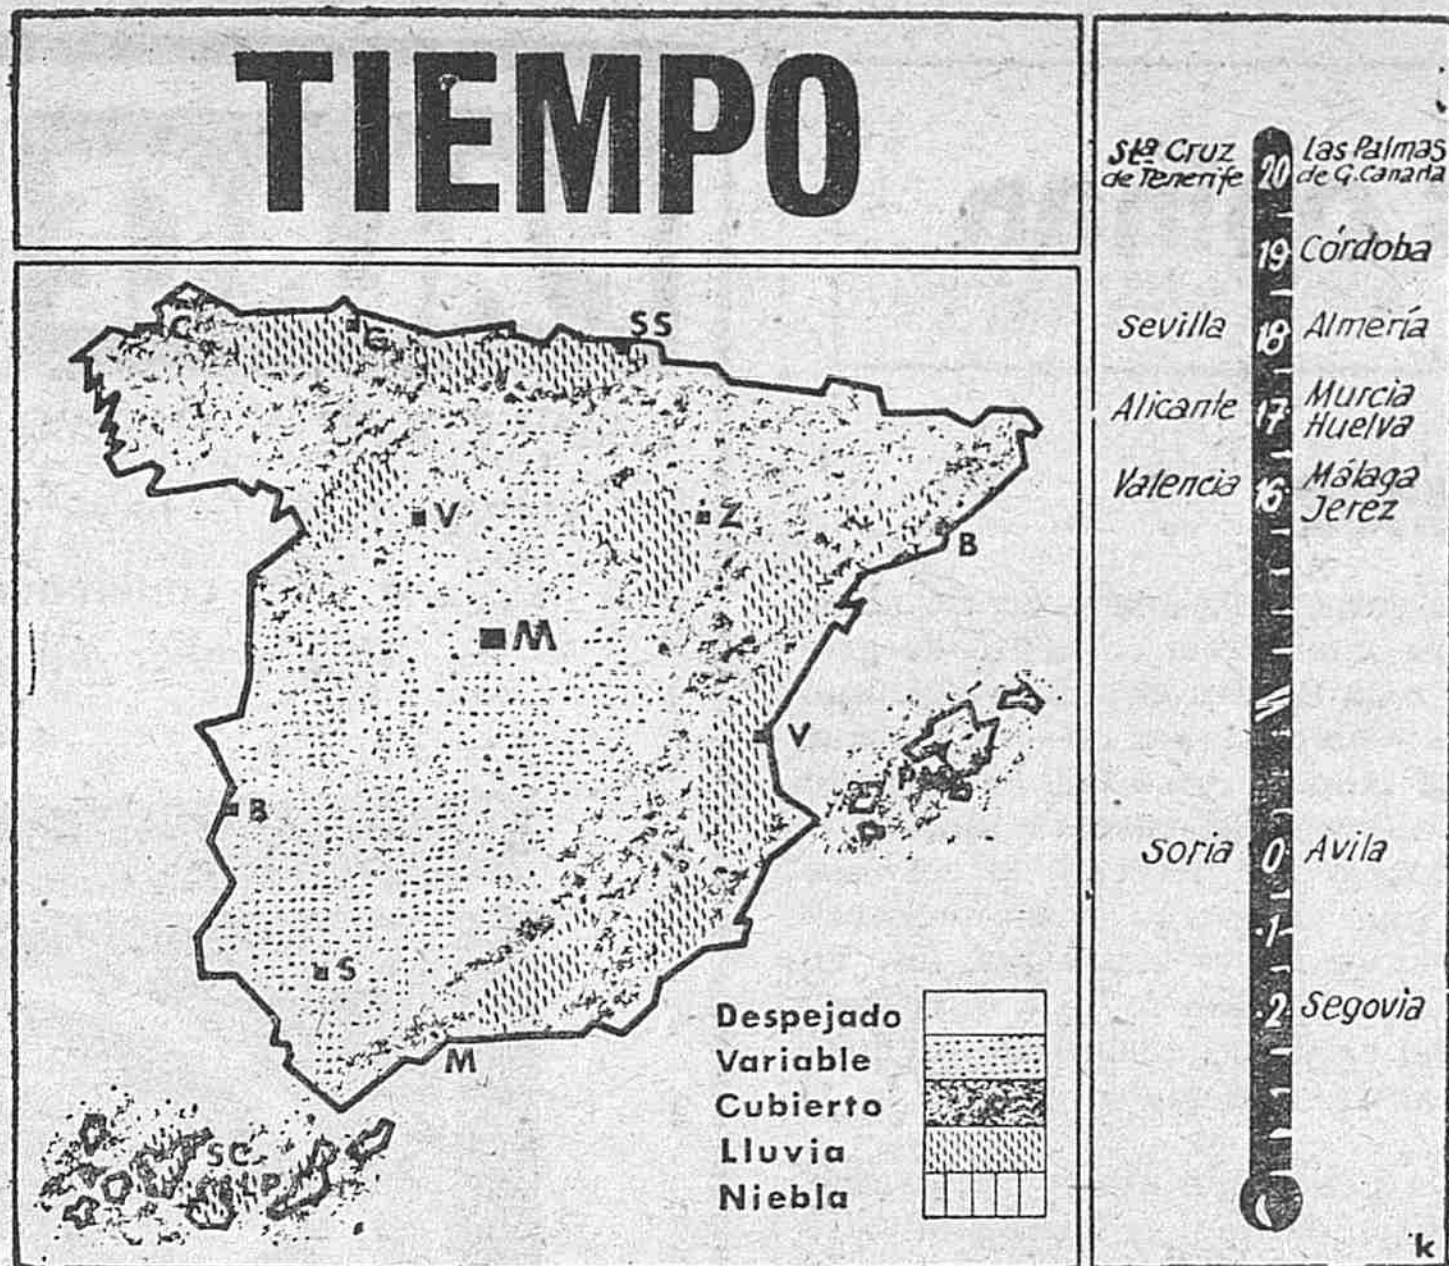 TIEMPO
C
G
SS
V
Z
B
M
V
P
B
S
M
SC
P
Despejado
Variable
Cubierto
Lluvia
Niebla
Stª Cruz 20 Las Palmas
de Tenerife de G. Canaria
19 Córdoba
Sevilla 18 Almería
Alicante 17 Murcia
Huelva
Valencia 16 Málaga
Jerez
Soria 0 Avila
-1
-2 Segovia
k